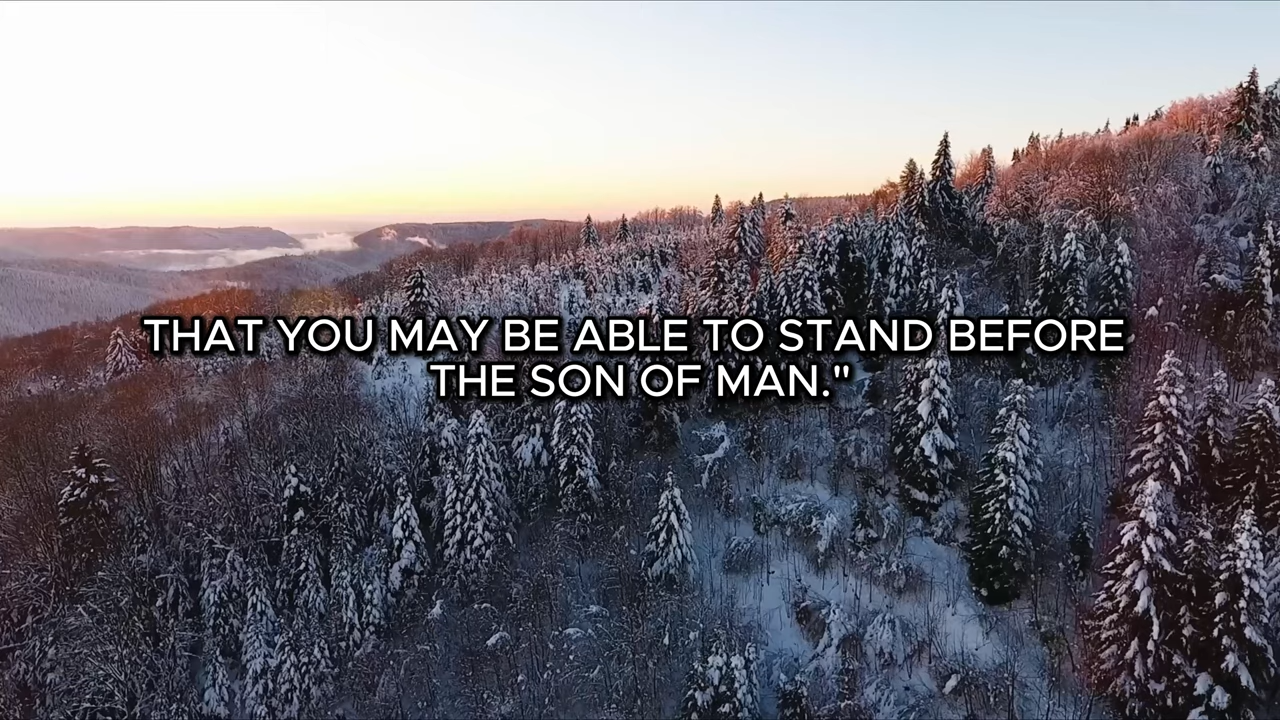 THAT YOU MAY BE ABLE TO STAND BEFORE
THE SON OF MAN."